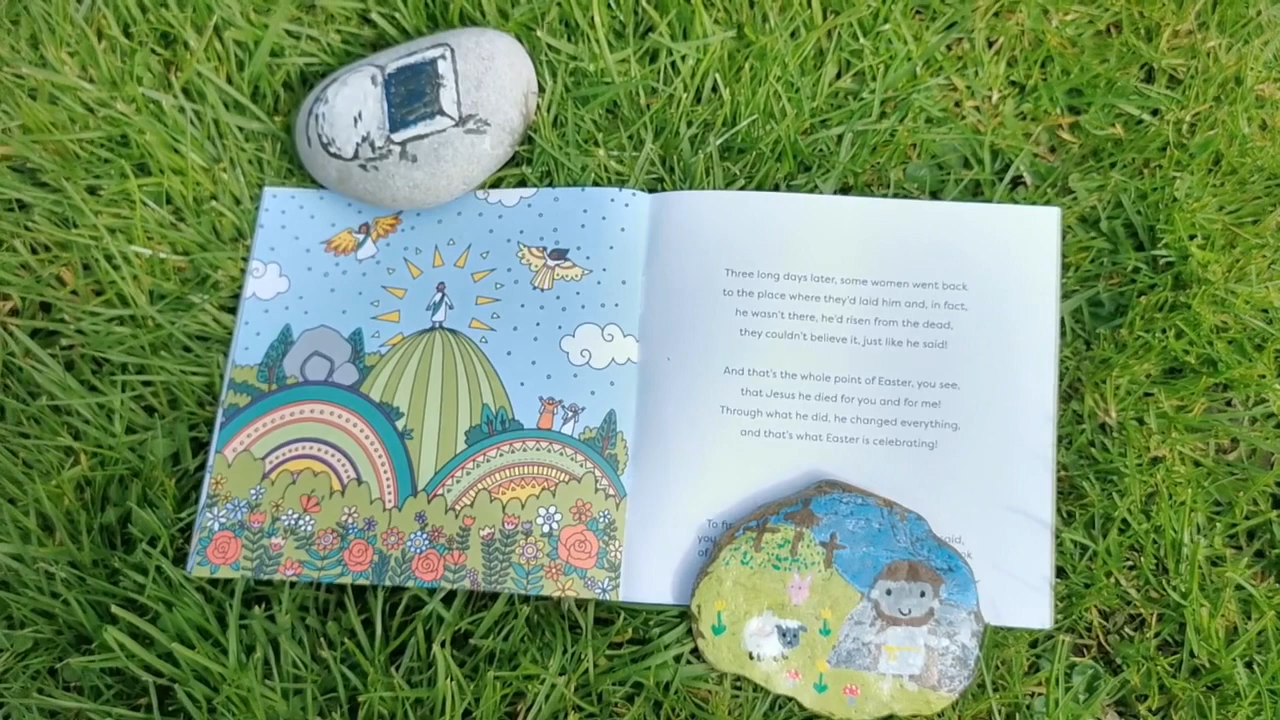 Three long days later, some women went back
to the place where they'd laid him and, in fact,
he wasn't there, he'd risen from the dead,
they couldn't believe it, just like he said!
And that's the whole point of Easter, you see,
that Jesus he died for you and for me!
Through what he did, he changed everything,
and that's what Easter is celebrating!
To
you
of